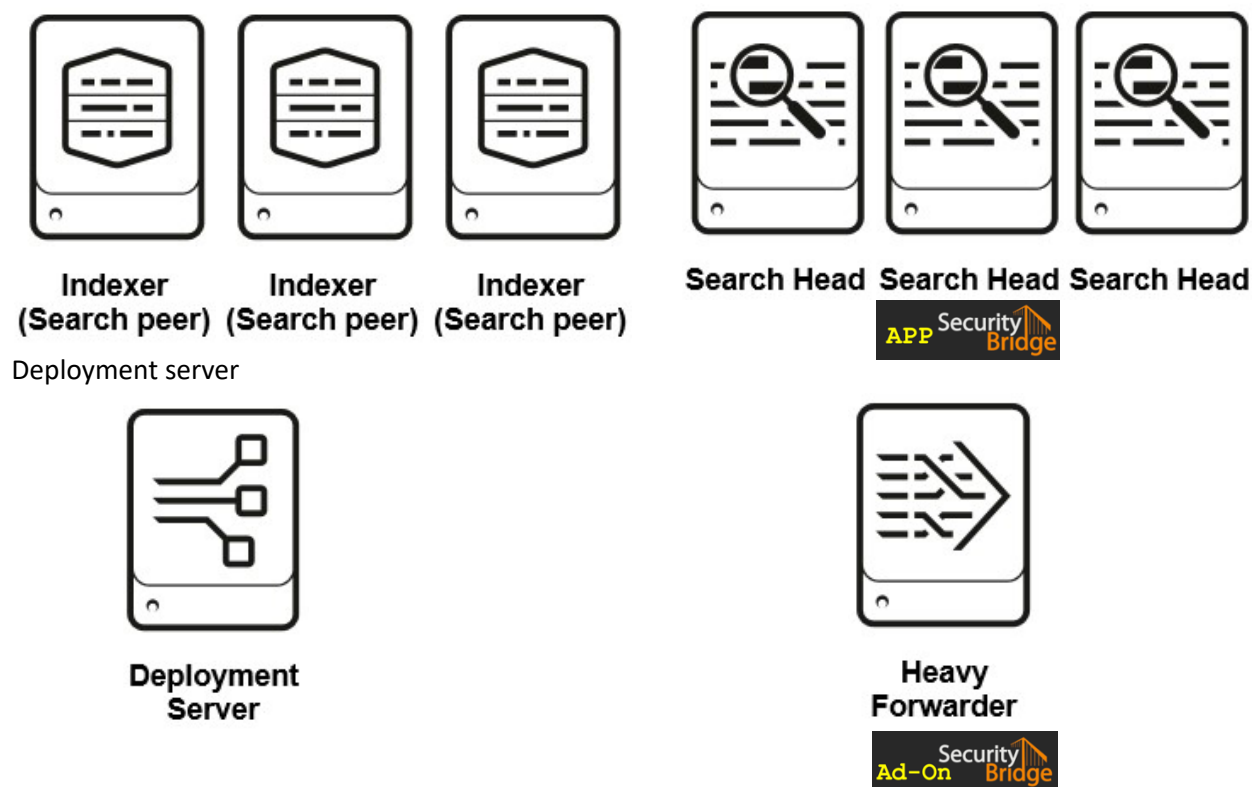 Indexer
(Search peer)
Indexer
(Search peer)
Indexer
(Search peer)
Search Head
Search Head
Search Head
APP Security
Bridge
Deployment server
Deployment
Server
Heavy
Forwarder
Security
Ad-On Bridge